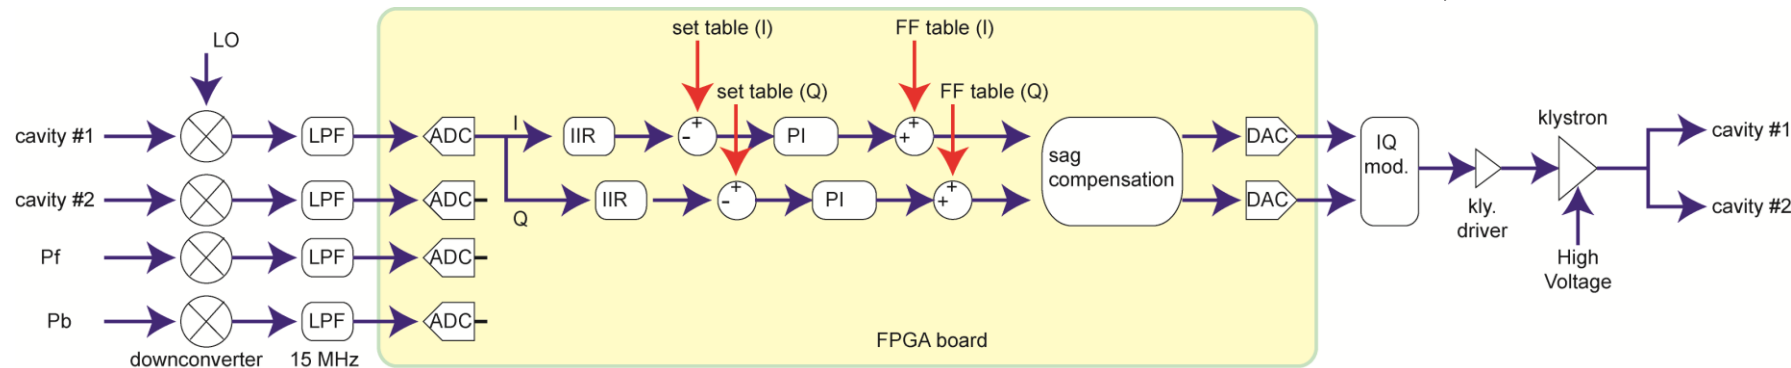 set table (I)
FF table (I)
LO
set table (Q)
FF table (Q)
klystron
cavity #1
LPF
ADC
I
IIR
-
+
PI
+
+
sag
compensation
DAC
IQ
mod.
cavity #1
cavity #2
LPF
ADC
Q
IIR
-
+
PI
+
+
DAC
kly.
driver
cavity #2
Pf
LPF
ADC
High
Voltage
Pb
LPF
ADC
FPGA board
downconverter
15 MHz